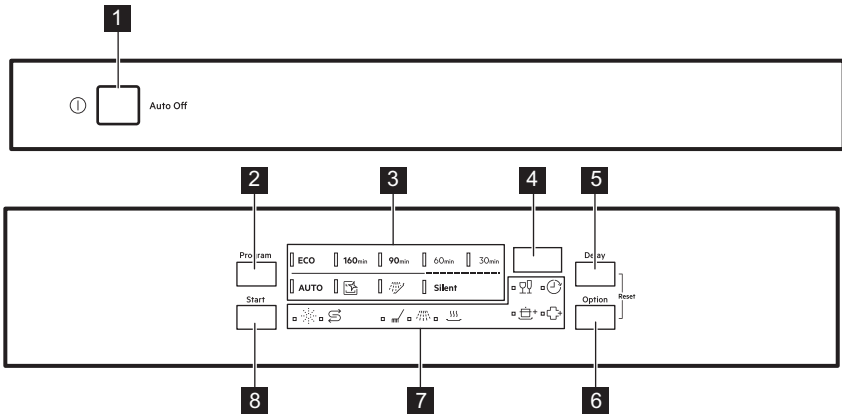 1
Auto Off
2
3
4
5
Program
ECO 160min 90min 60min 30min
Delay
AUTO Silent
Start
Option
Reset
8
7
6